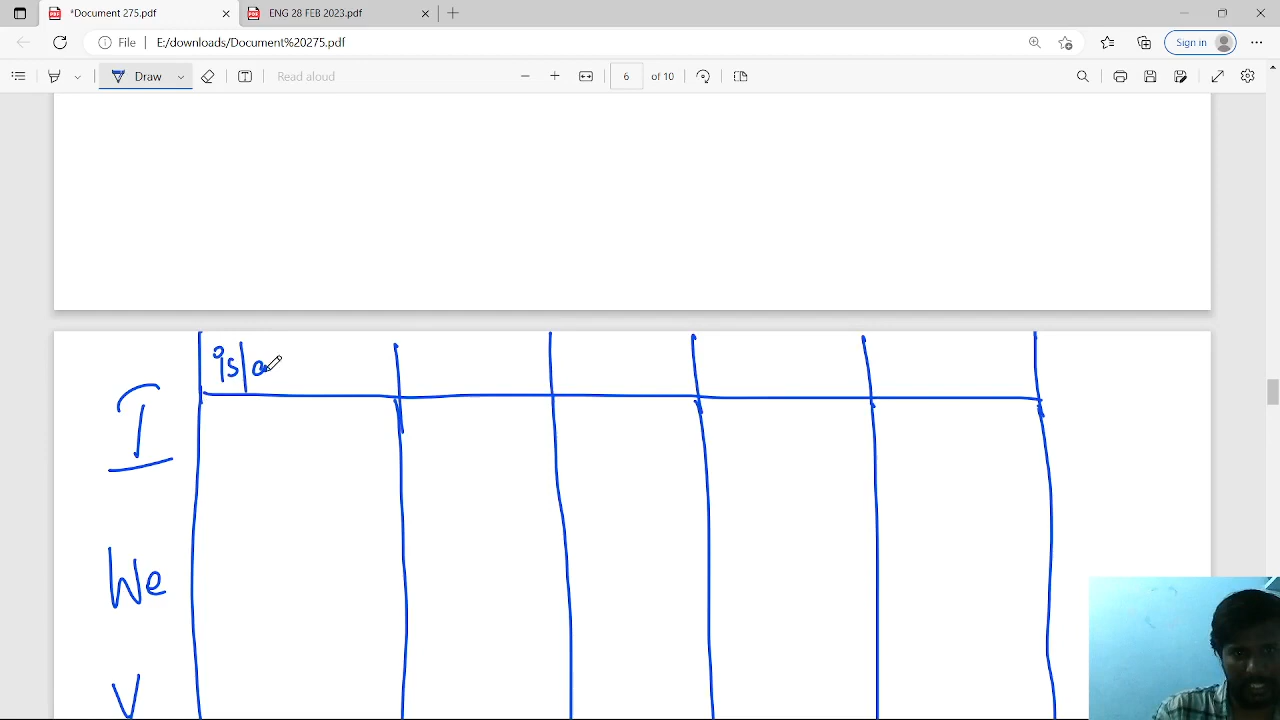 *Document 275.pdf
ENG 28 FEB 2023.pdf
File E:/downloads/Document%20275.pdf
Sign in
Draw Read aloud 6 of 10
is/a
I
We